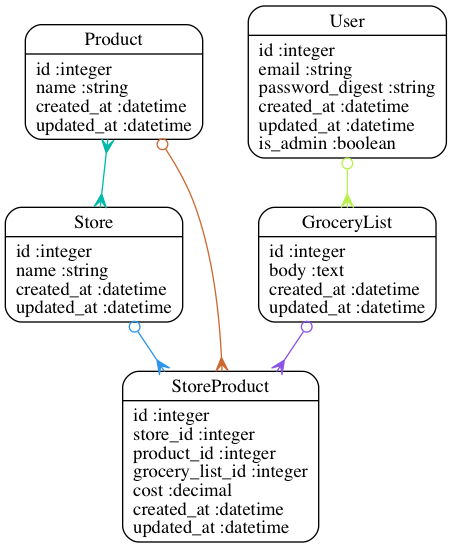 Product
id :integer
name :string
created_at :datetime
updated_at :datetime
User
id :integer
email :string
password_digest :string
created_at :datetime
updated_at :datetime
is_admin :boolean
Store
id :integer
name :string
created_at :datetime
updated_at :datetime
GroceryList
id :integer
body :text
created_at :datetime
updated_at :datetime
StoreProduct
id :integer
store_id :integer
product_id :integer
grocery_list_id :integer
cost :decimal
created_at :datetime
updated_at :datetime